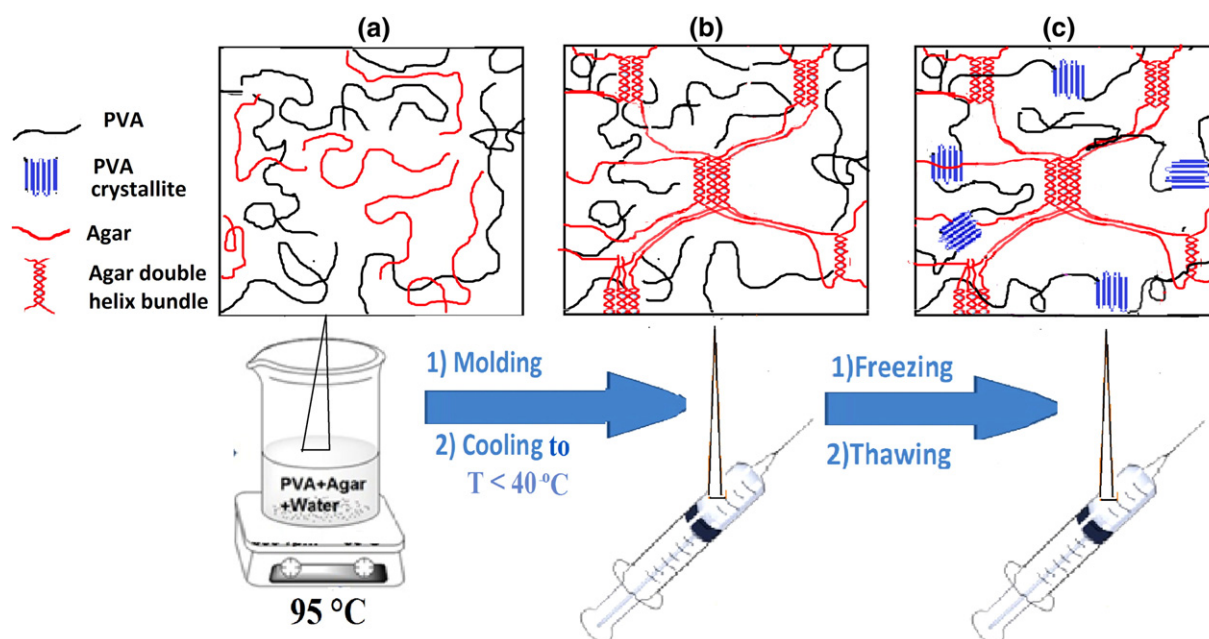 (a)
(b)
(c)
PVA
PVA
crystallite
Agar
Agar double
helix bundle
1) Molding
2) Cooling to
T < 40 °C
1)Freezing
2)Thawing
PVA+Agar
+Water
95 °C